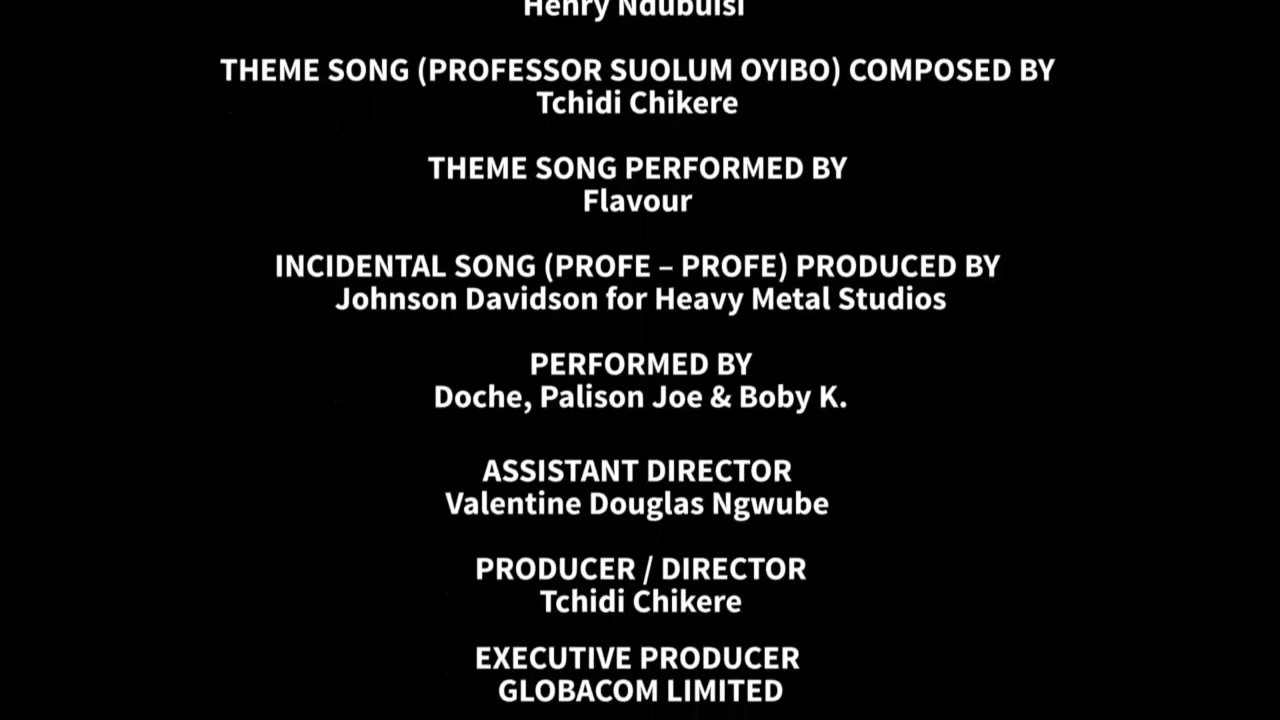 Henry Ndubuisi
THEME SONG (PROFESSOR SUOLUM OYIBO) COMPOSED BY
Tchidi Chikere
THEME SONG PERFORMED BY
Flavour
INCIDENTAL SONG (PROFE – PROFE) PRODUCED BY
Johnson Davidson for Heavy Metal Studios
PERFORMED BY
Doche, Palison Joe & Boby K.
ASSISTANT DIRECTOR
Valentine Douglas Ngwube
PRODUCER / DIRECTOR
Tchidi Chikere
EXECUTIVE PRODUCER
GLOBACOM LIMITED